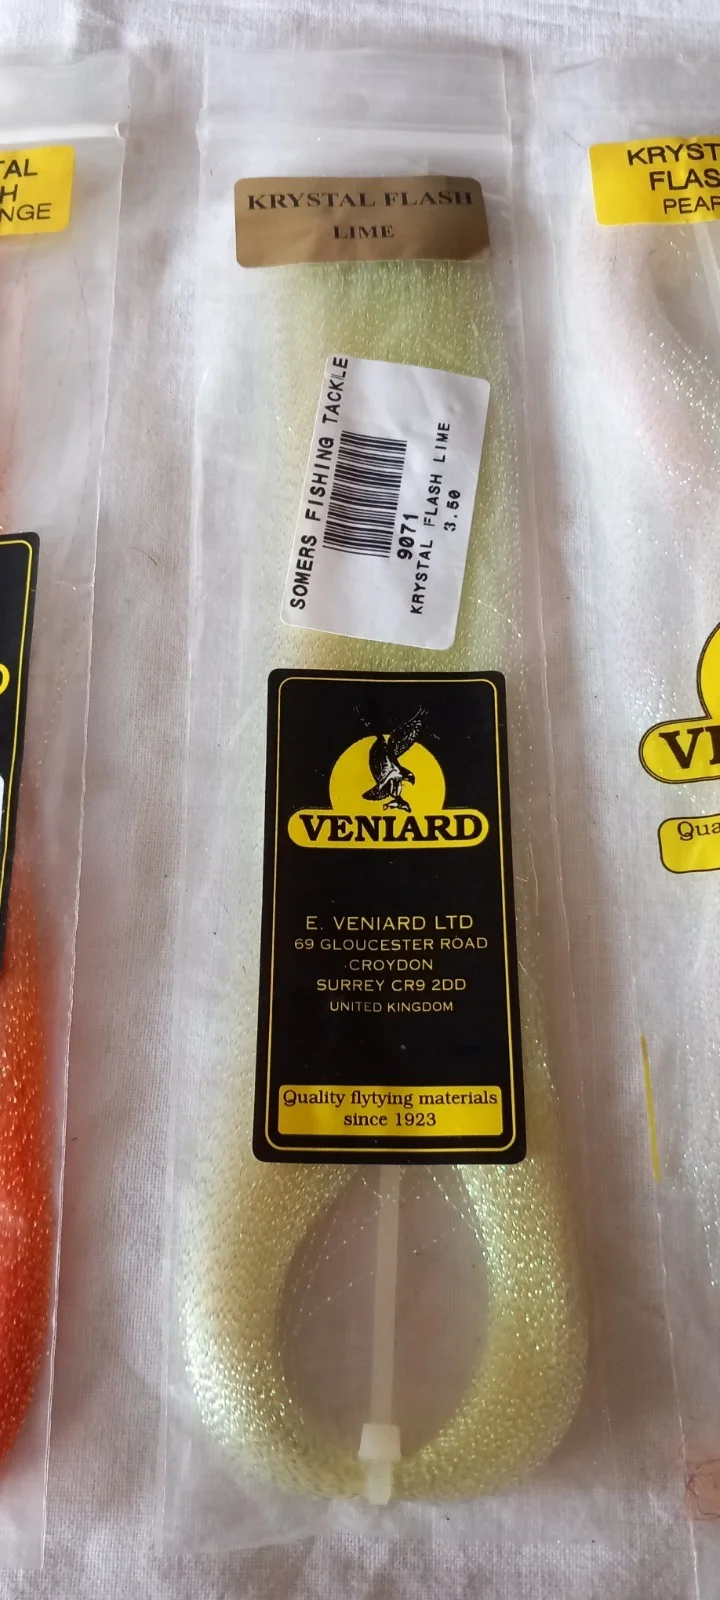 KRYSTAL FLASH
LIME
SOMERS FISHING TACKLE
9071
KRYSTAL FLASH LIME
3.50
VENIARD
E. VENIARD LTD
69 GLOUCESTER ROAD
CROYDON
SURREY CR9 2DD
UNITED KINGDOM
Quality flytying materials
since 1923
TAL
H
NGE
KRYST
FLAS
PEAR
VE
Qua